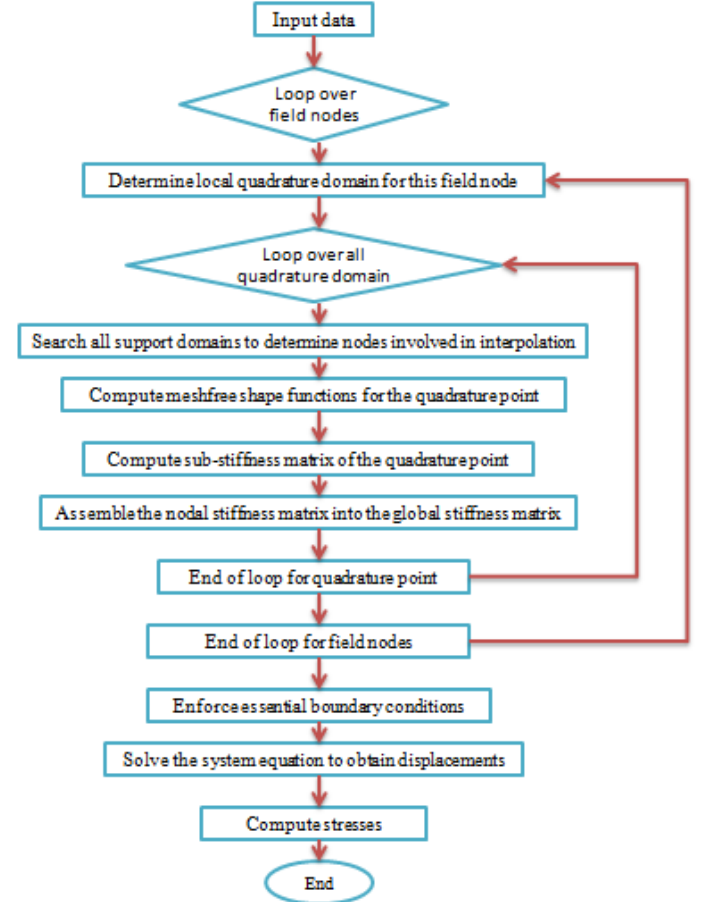 Input data
Loop over
field nodes
Determine local quadrature domain for this field node
Loop over all
quadrature domain
Search all support domains to determine nodes involved in interpolation
Compute meshfree shape functions for the quadrature point
Compute sub-stiffness matrix of the quadrature point
Assemble the nodal stiffness matrix into the global stiffness matrix
End of loop for quadrature point
End of loop for field nodes
Enforce essential boundary conditions
Solve the system equation to obtain displacements
Compute stresses
End